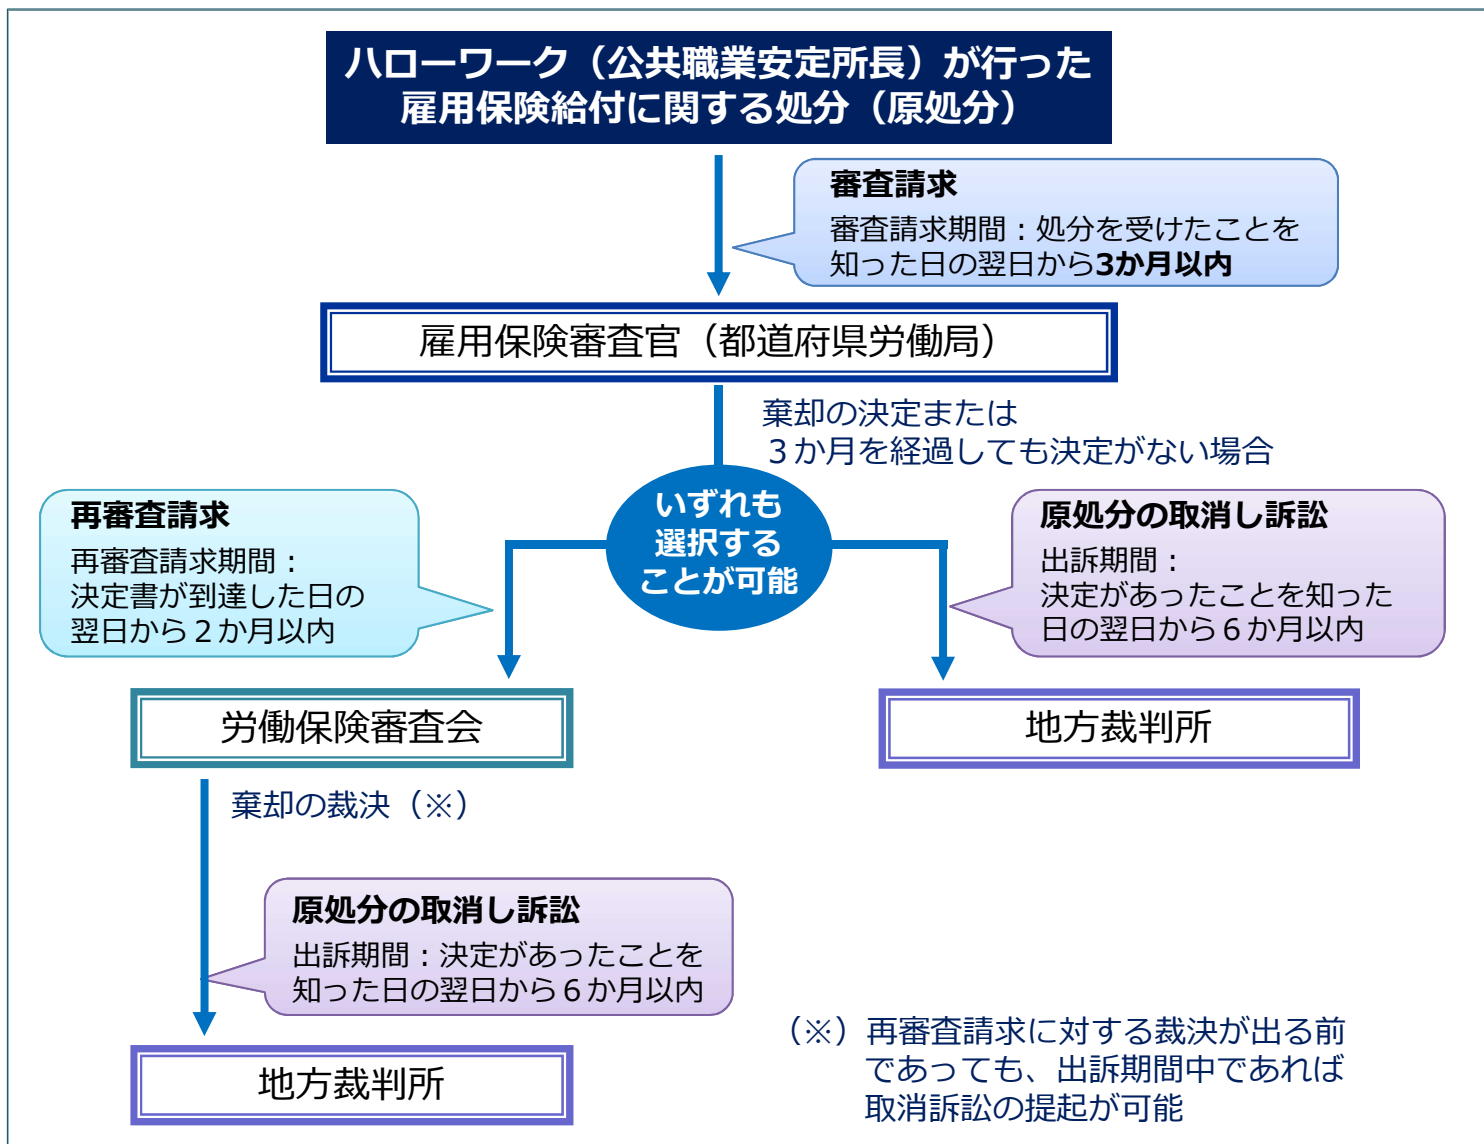 ハローワーク（公共職業安定所長）が行った
雇用保険給付に関する処分（原処分）
審査請求
審査請求期間：処分を受けたことを
知った日の翌日から3か月以内
雇用保険審査官（都道府県労働局）
棄却の決定または
３か月を経過しても決定がない場合
いずれも
選択する
ことが可能
再審査請求
再審査請求期間：
決定書が到達した日の
翌日から２か月以内
原処分の取消し訴訟
出訴期間：
決定があったことを知った
日の翌日から６か月以内
労働保険審査会
地方裁判所
棄却の裁決（※）
原処分の取消し訴訟
出訴期間：決定があったことを
知った日の翌日から６か月以内
地方裁判所
（※）再審査請求に対する裁決が出る前
であっても、出訴期間中であれば
取消訴訟の提起が可能